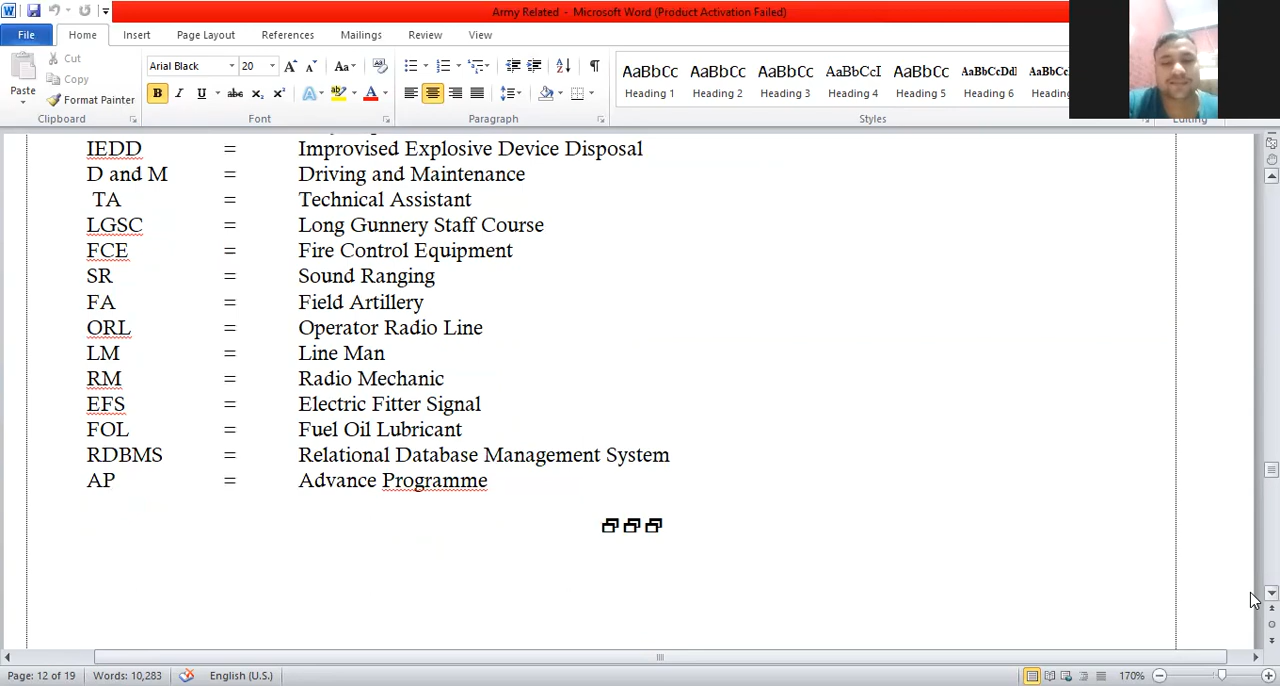 Army Related - Microsoft Word (Product Activation Failed)
File Home Insert Page Layout References Mailings Review View
Cut
Copy
Paste
Format Painter
Clipboard
Arial Black 20
Font
Paragraph
AaBbCc AaBbCc AaBbCc AaBbCcI AaBbCc AaBbCcDd AaBbCc
Heading 1 Heading 2 Heading 3 Heading 4 Heading 5 Heading 6 Heading
Styles
Editing
IEDD = Improvised Explosive Device Disposal
D and M = Driving and Maintenance
TA = Technical Assistant
LGSC = Long Gunnery Staff Course
FCE = Fire Control Equipment
SR = Sound Ranging
FA = Field Artillery
ORL = Operator Radio Line
LM = Line Man
RM = Radio Mechanic
EFS = Electric Fitter Signal
FOL = Fuel Oil Lubricant
RDBMS = Relational Database Management System
AP = Advance Programme
Page: 12 of 19 Words: 10,283 English (U.S.) 170%